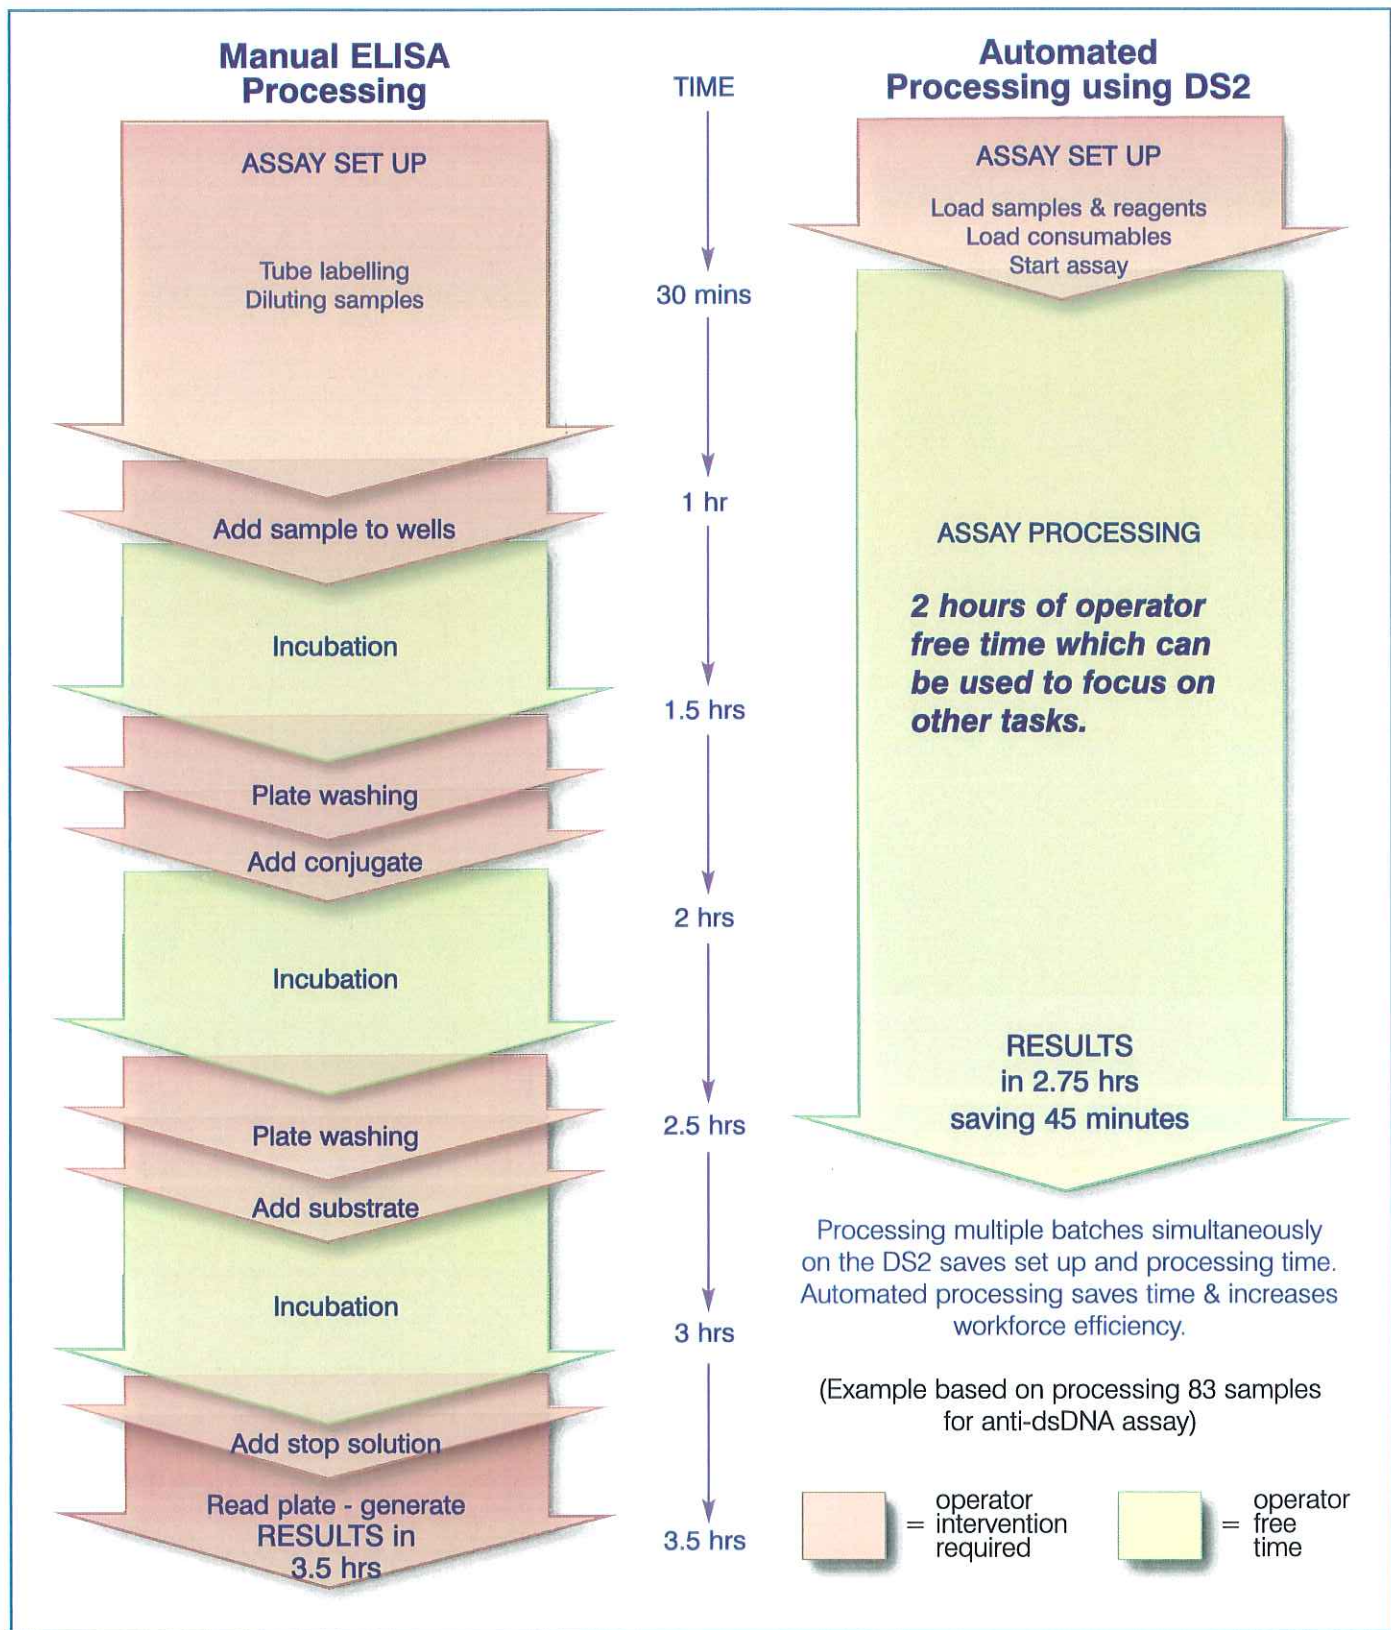 Manual ELISA
Processing
ASSAY SET UP
Tube labelling
Diluting samples
Add sample to wells
Incubation
Plate washing
Add conjugate
Incubation
Plate washing
Add substrate
Incubation
Add stop solution
Read plate - generate
RESULTS in
3.5 hrs
TIME
30 mins
1 hr
1.5 hrs
2 hrs
2.5 hrs
3 hrs
3.5 hrs
Automated
Processing using DS2
ASSAY SET UP
Load samples & reagents
Load consumables
Start assay
ASSAY PROCESSING
2 hours of operator
free time which can
be used to focus on
other tasks.
RESULTS
in 2.75 hrs
saving 45 minutes
Processing multiple batches simultaneously
on the DS2 saves set up and processing time.
Automated processing saves time & increases
workforce efficiency.
(Example based on processing 83 samples
for anti-dsDNA assay)
= operator
intervention
required
= operator
free
time